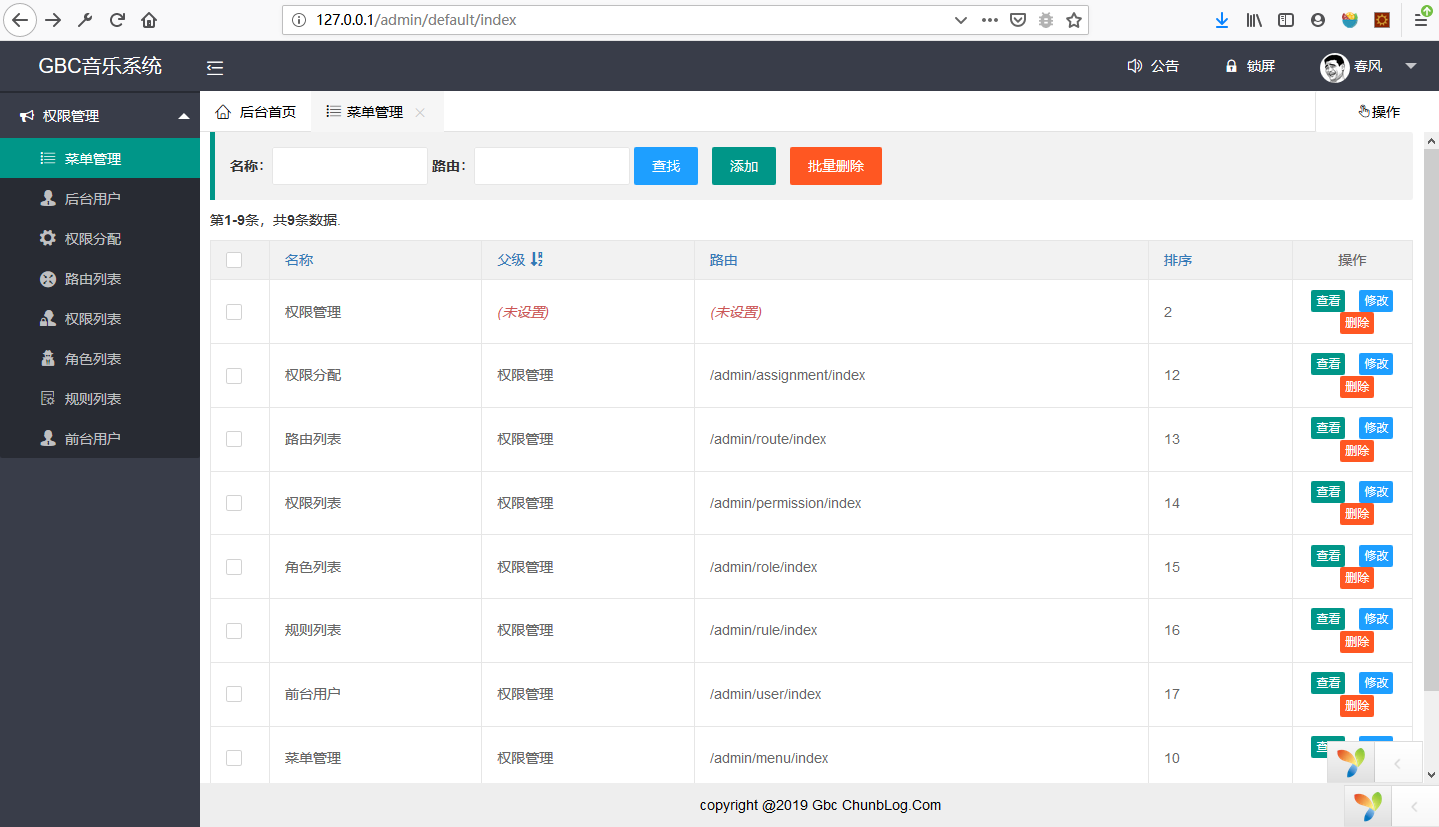 127.0.0.1/admin/default/index
GBC音乐系统 公告 锁屏 春风
权限管理
菜单管理
后台用户
权限分配
路由列表
权限列表
角色列表
规则列表
前台用户
后台首页 菜单管理 操作
名称： 路由： 查找 添加 批量删除
第1-9条，共9条数据.
名称 父级 路由 排序 操作
权限管理 (未设置) (未设置) 2 查看 修改
删除
权限分配 权限管理 /admin/assignment/index 12 查看 修改
删除
路由列表 权限管理 /admin/route/index 13 查看 修改
删除
权限列表 权限管理 /admin/permission/index 14 查看 修改
删除
角色列表 权限管理 /admin/role/index 15 查看 修改
删除
规则列表 权限管理 /admin/rule/index 16 查看 修改
删除
前台用户 权限管理 /admin/user/index 17 查看 修改
删除
菜单管理 权限管理 /admin/menu/index 10
copyright @2019 Gbc ChunbLog.Com